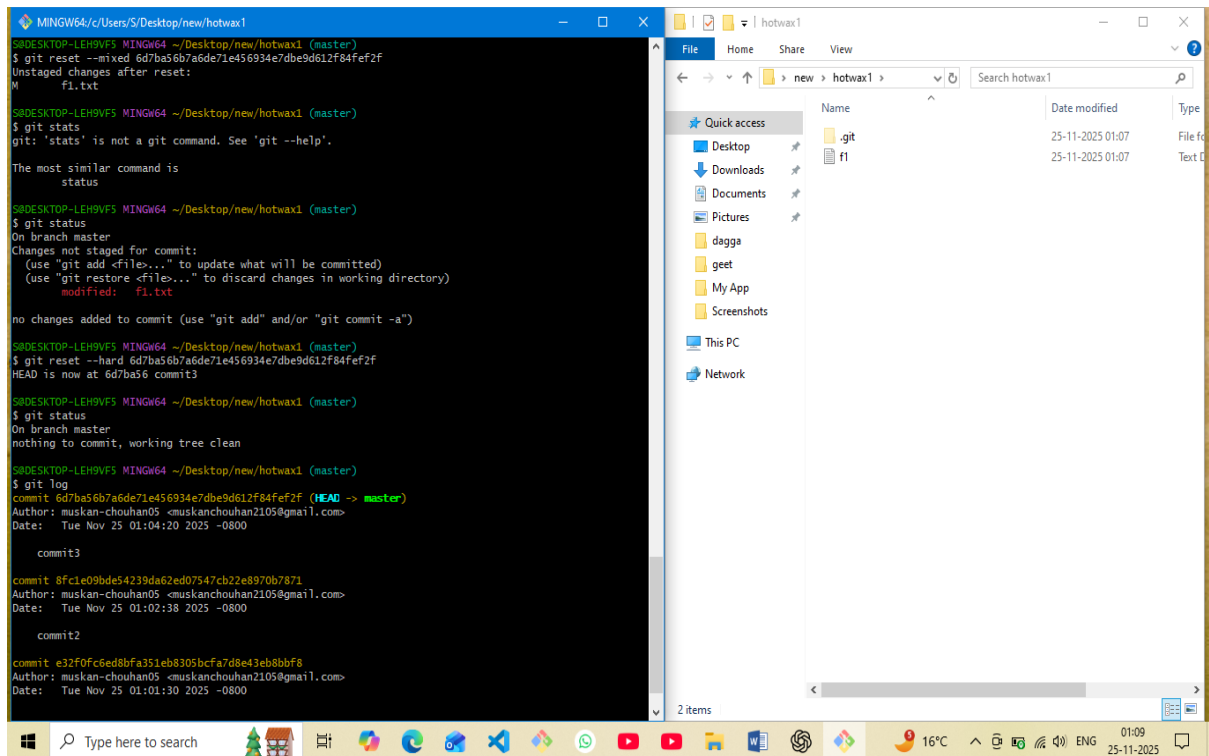 MINGW64:/c/Users/S/Desktop/new/hotwax1
S@DESKTOP-LEH9VF5 MINGW64 ~/Desktop/new/hotwax1 (master)
$ git reset --mixed 6d7ba56b7a6de71e456934e7dbe9d612f84fef2f
Unstaged changes after reset:
M       f1.txt
S@DESKTOP-LEH9VF5 MINGW64 ~/Desktop/new/hotwax1 (master)
$ git stats
git: 'stats' is not a git command. See 'git --help'.
The most similar command is
        status
S@DESKTOP-LEH9VF5 MINGW64 ~/Desktop/new/hotwax1 (master)
$ git status
On branch master
Changes not staged for commit:
  (use "git add <file>..." to update what will be committed)
  (use "git restore <file>..." to discard changes in working directory)
        modified:   f1.txt
no changes added to commit (use "git add" and/or "git commit -a")
S@DESKTOP-LEH9VF5 MINGW64 ~/Desktop/new/hotwax1 (master)
$ git reset --hard 6d7ba56b7a6de71e456934e7dbe9d612f84fef2f
HEAD is now at 6d7ba56 commit3
S@DESKTOP-LEH9VF5 MINGW64 ~/Desktop/new/hotwax1 (master)
$ git status
On branch master
nothing to commit, working tree clean
S@DESKTOP-LEH9VF5 MINGW64 ~/Desktop/new/hotwax1 (master)
$ git log
commit 6d7ba56b7a6de71e456934e7dbe9d612f84fef2f (HEAD -> master)
Author: muskan-chouhan05 <muskanchouhan2105@gmail.com>
Date:   Tue Nov 25 01:04:20 2025 -0800
    commit3
commit 8fc1e09bde54239da62ed07547cb22e8970b7871
Author: muskan-chouhan05 <muskanchouhan2105@gmail.com>
Date:   Tue Nov 25 01:02:38 2025 -0800
    commit2
commit e32f0fc6ed8bfa351eb8305bcfa7d8e43eb8bbf8
Author: muskan-chouhan05 <muskanchouhan2105@gmail.com>
Date:   Tue Nov 25 01:01:30 2025 -0800
hotwax1
File Home Share View
new > hotwax1 > Search hotwax1
Name Date modified Type
.git 25-11-2025 01:07 File fo
f1 25-11-2025 01:07 Text D
Quick access
Desktop
Downloads
Documents
Pictures
dagga
geet
My App
Screenshots
This PC
Network
2 items
Type here to search 16°C ENG 01:09
25-11-2025